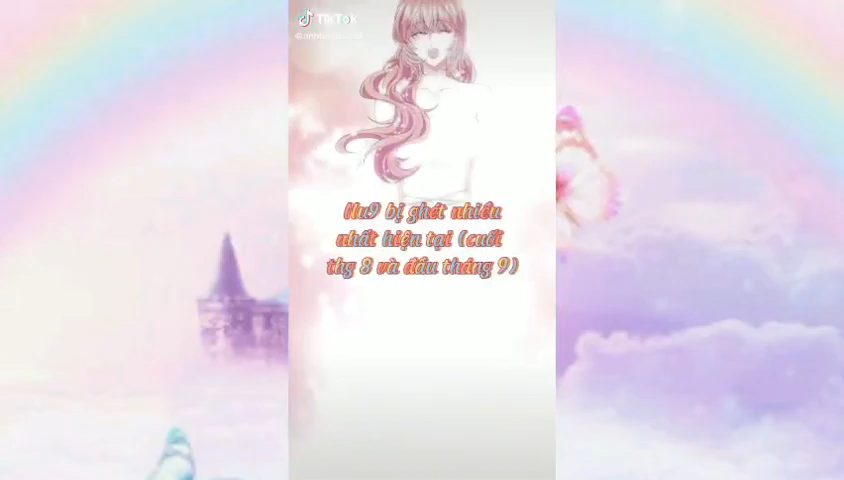 TikTok
Nu9 bị ghét nhiều
nhất hiện tại (cuối
thg 8 và đầu tháng 9)